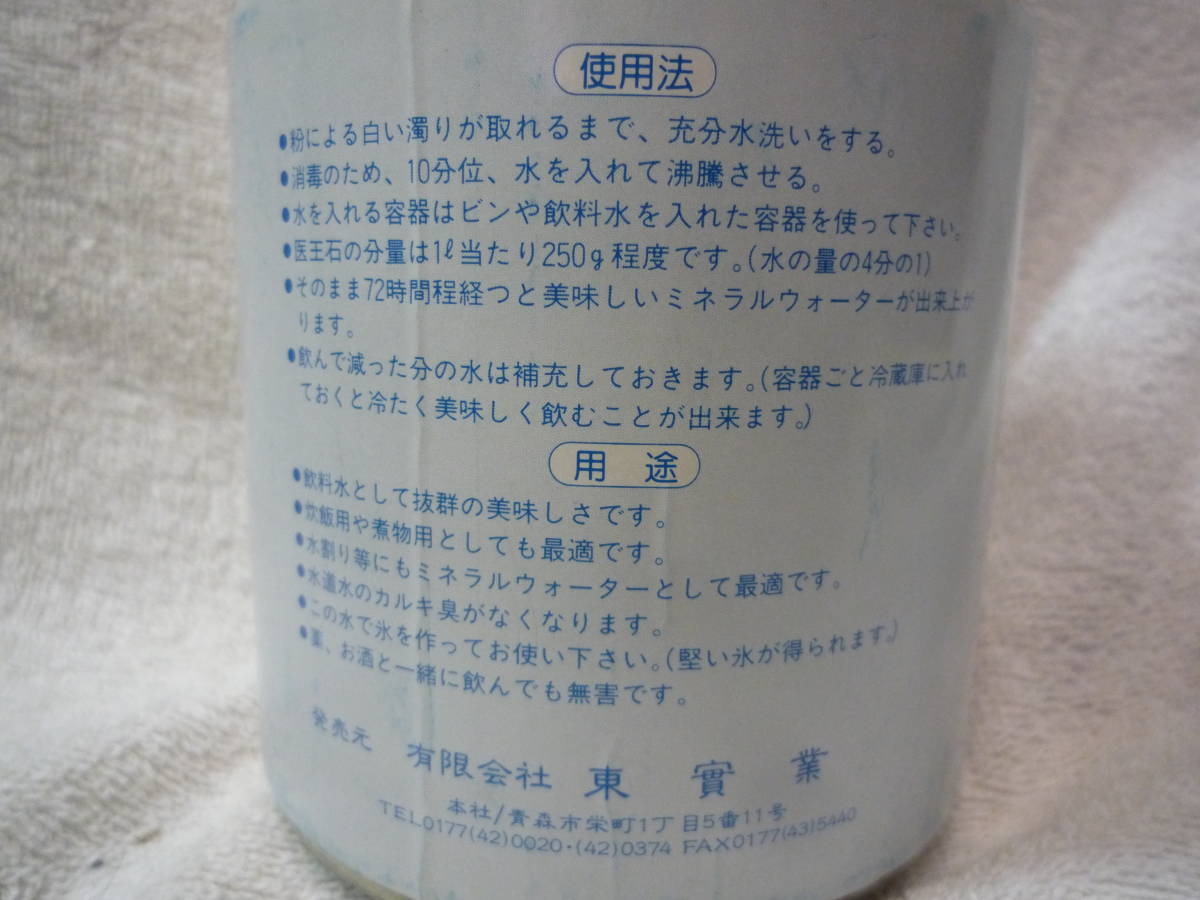 使用法
●粉による白い濁りが取れるまで、充分水洗いをする。
●消毒のため、10分位、水を入れて沸騰させる。
●水を入れる容器はビンや飲料水を入れた容器を使って下さい。
●医王石の分量は1ℓ当たり250g程度です。(水の量の4分の1)
●そのまま72時間程経つと美味しいミネラルウォーターが出来上が
ります。
●飲んで減った分の水は補充しておきます。(容器ごと冷蔵庫に入れ
ておくと冷たく美味しく飲むことが出来ます。)
用途
●飲料水として抜群の美味しさです。
●炊飯用や煮物用としても最適です。
●水割り等にもミネラルウォーターとして最適です。
●水道水のカルキ臭がなくなります。
●この水で氷を作ってお使い下さい。(堅い氷が得られます。)
●薬、お酒と一緒に飲んでも無害です。
発売元 有限会社 東實業
本社/青森市栄町1丁目5番11号
TEL0177(42)0020・(42)0374 FAX0177(43)5440